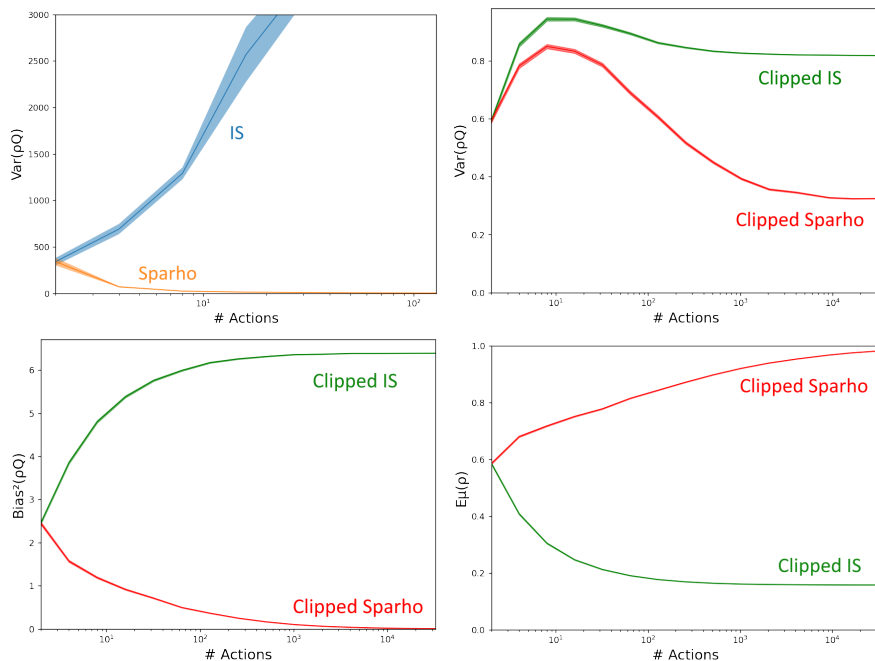 3000
2500
2000
1500
1000
500
0
Var(ρQ)
IS
Sparho
10¹
10²
# Actions
0.8
0.6
0.4
0.2
0.0
Var(ρQ)
Clipped IS
Clipped Sparho
10¹
10²
10³
10⁴
# Actions
6
5
4
3
2
1
0
Bias²(ρQ)
Clipped IS
Clipped Sparho
10¹
10²
10³
10⁴
# Actions
1.0
0.8
0.6
0.4
0.2
0.0
Eμ(ρ)
Clipped Sparho
Clipped IS
10¹
10²
10³
10⁴
# Actions